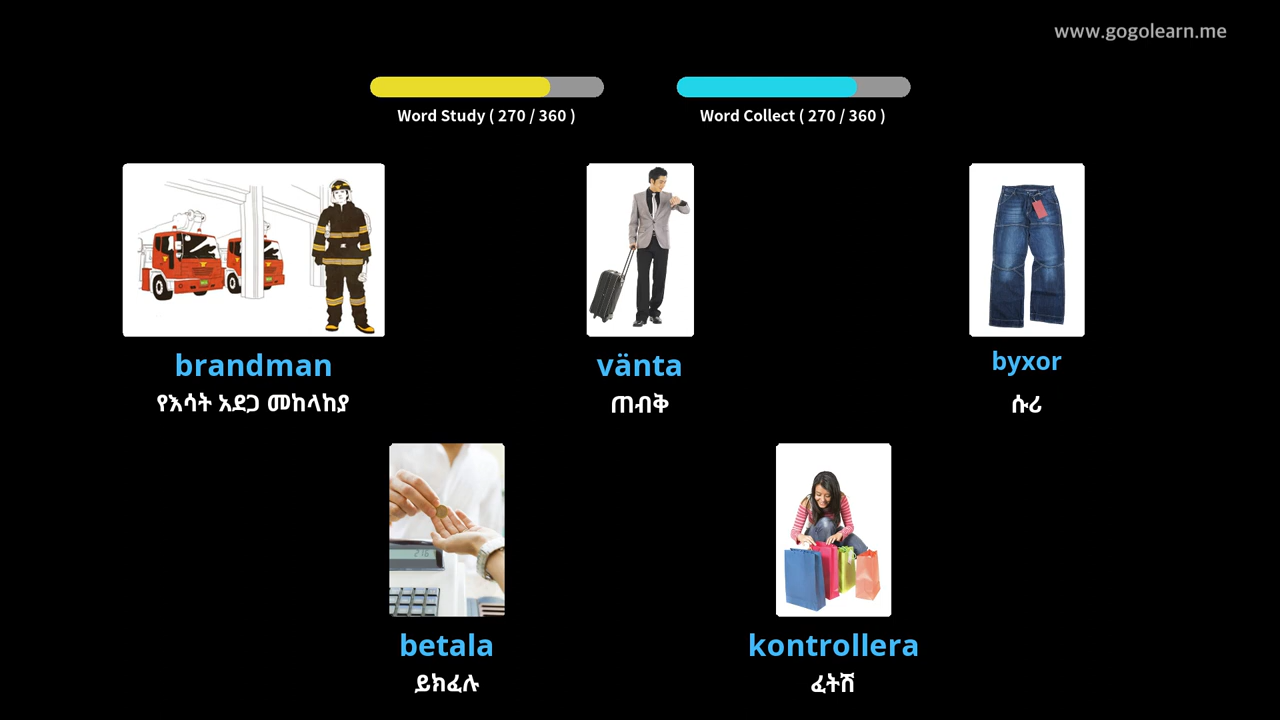 www.gogolearn.me
Word Study ( 270 / 360 )
Word Collect ( 270 / 360 )
brandman
የእሳት አደጋ መከላከያ
vänta
ጠብቅ
byxor
ሱሪ
betala
ይክፈሉ
kontrollera
ፈትሽ